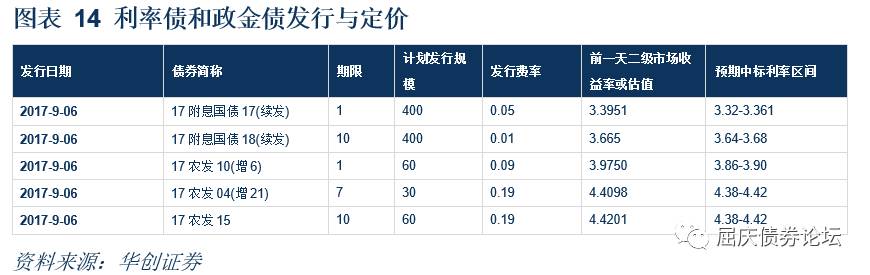 图表 14 利率债和政金债发行与定价
发行日期 债券简称 期限 计划发行规模 发行费率 前一天二级市场收益率或估值 预期中标利率区间
2017-9-06 17 附息国债 17(续发) 1 400 0.05 3.3951 3.32-3.361
2017-9-06 17 附息国债 18(续发) 10 400 0.01 3.665 3.64-3.68
2017-9-06 17 农发 10(增 6) 1 60 0.09 3.9750 3.86-3.90
2017-9-06 17 农发 04(增 21) 7 30 0.19 4.4098 4.38-4.42
2017-9-06 17 农发 15 10 60 0.19 4.4201 4.38-4.42
屈庆债券论坛
资料来源：华创证券